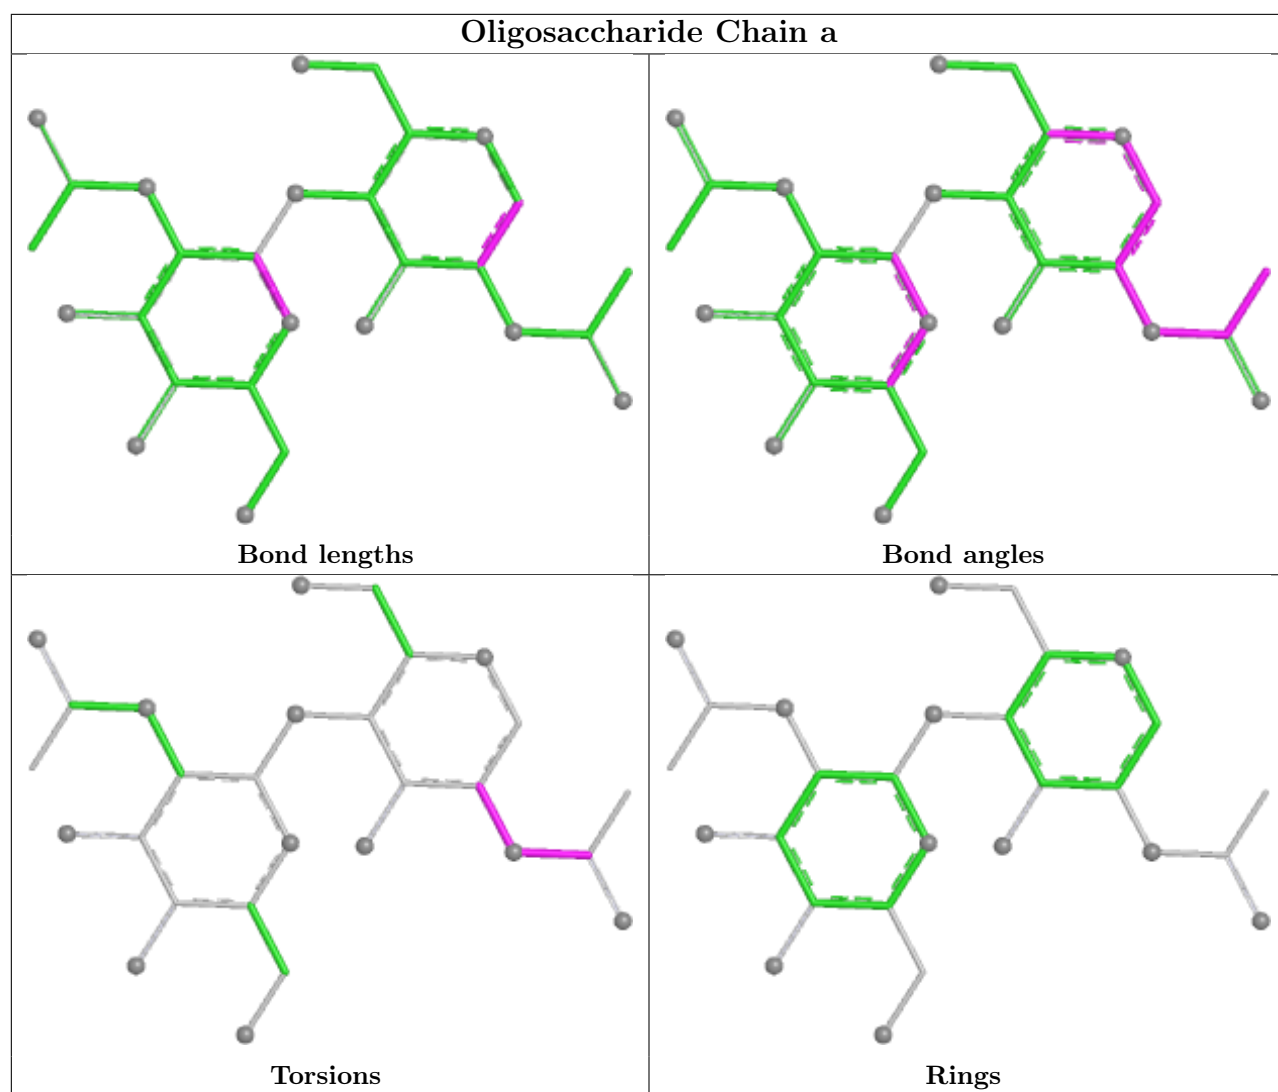 Oligosaccharide Chain a
Bond lengths
Bond angles
Torsions
Rings